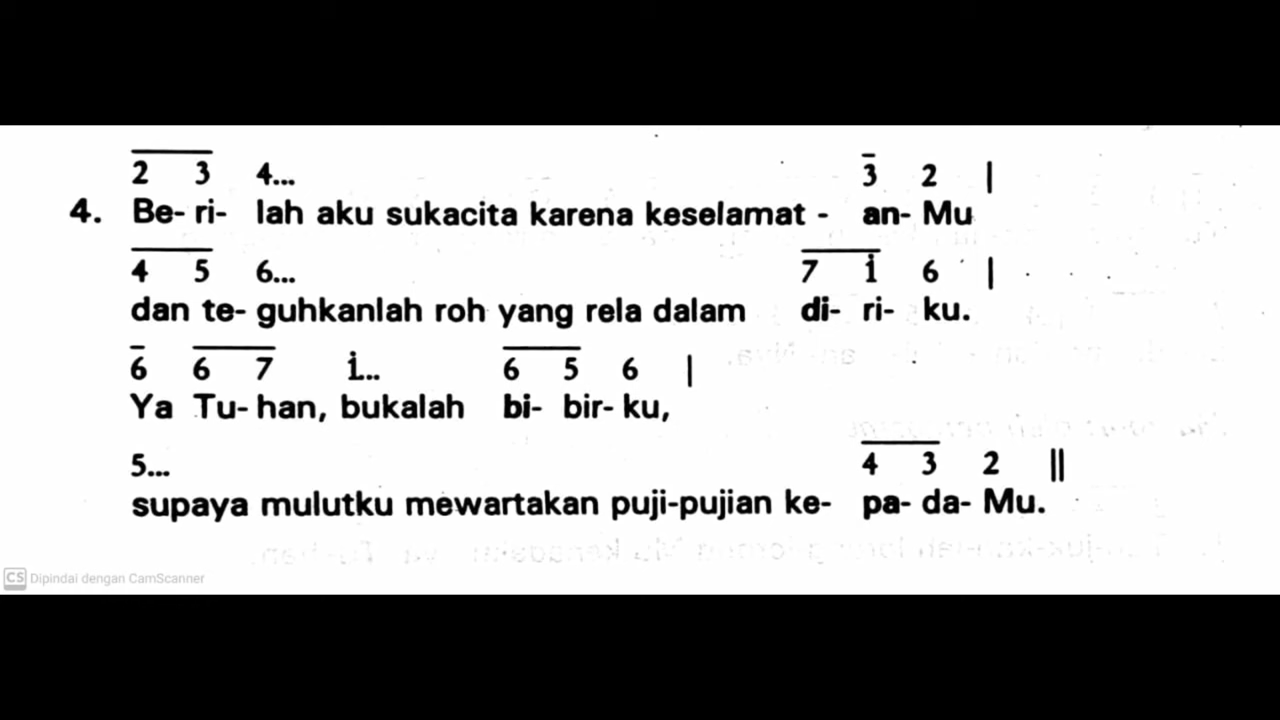 2 3 4... 3 2 |
4. Be- ri- lah aku sukacita karena keselamat - an- Mu
4 5 6... 7 i 6 |
dan te- guhkanlah roh yang rela dalam di- ri- ku.
6 6 7 i... 6 5 6 |
Ya Tu- han, bukalah bi- bir- ku,
5... 4 3 2 ||
supaya mulutku mewartakan puji-pujian ke- pa- da- Mu.
CS Dipindai dengan CamScanner